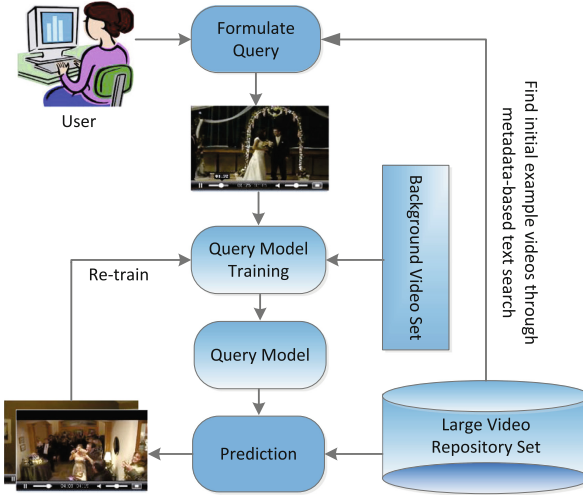 Formulate
Query
User
Find initial example videos through
metadata-based text search
Background Video Set
Query Model
Training
Re-train
Query Model
Large Video
Repository Set
Prediction